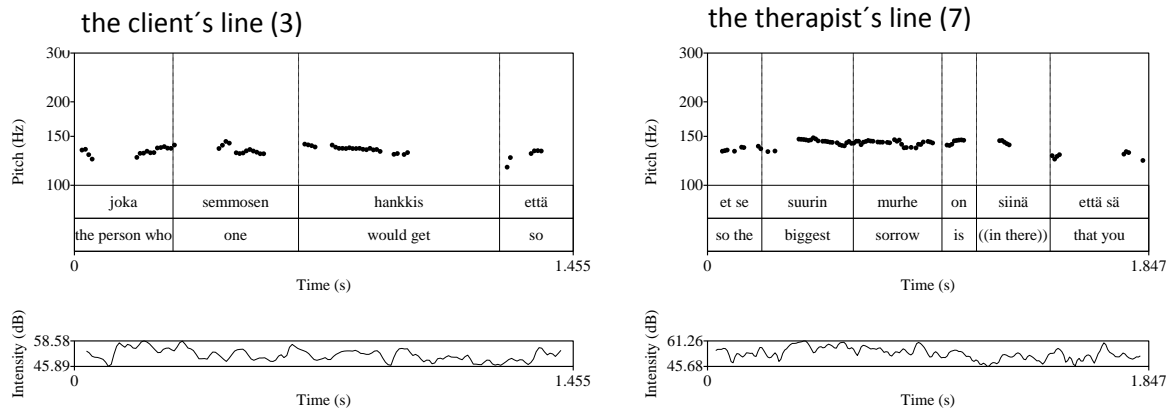 the client´s line (3)
300
200
150
100
Pitch (Hz)
joka semmosen hankkis että
the person who one would get so
0 1.455
Time (s)
58.58
45.89
Intensity (dB)
0 1.455
Time (s)
the therapist´s line (7)
300
200
150
100
Pitch (Hz)
et se suurin murhe on siinä että sä
so the biggest sorrow is ((in there)) that you
0 1.847
Time (s)
61.26
45.68
Intensity (dB)
0 1.847
Time (s)